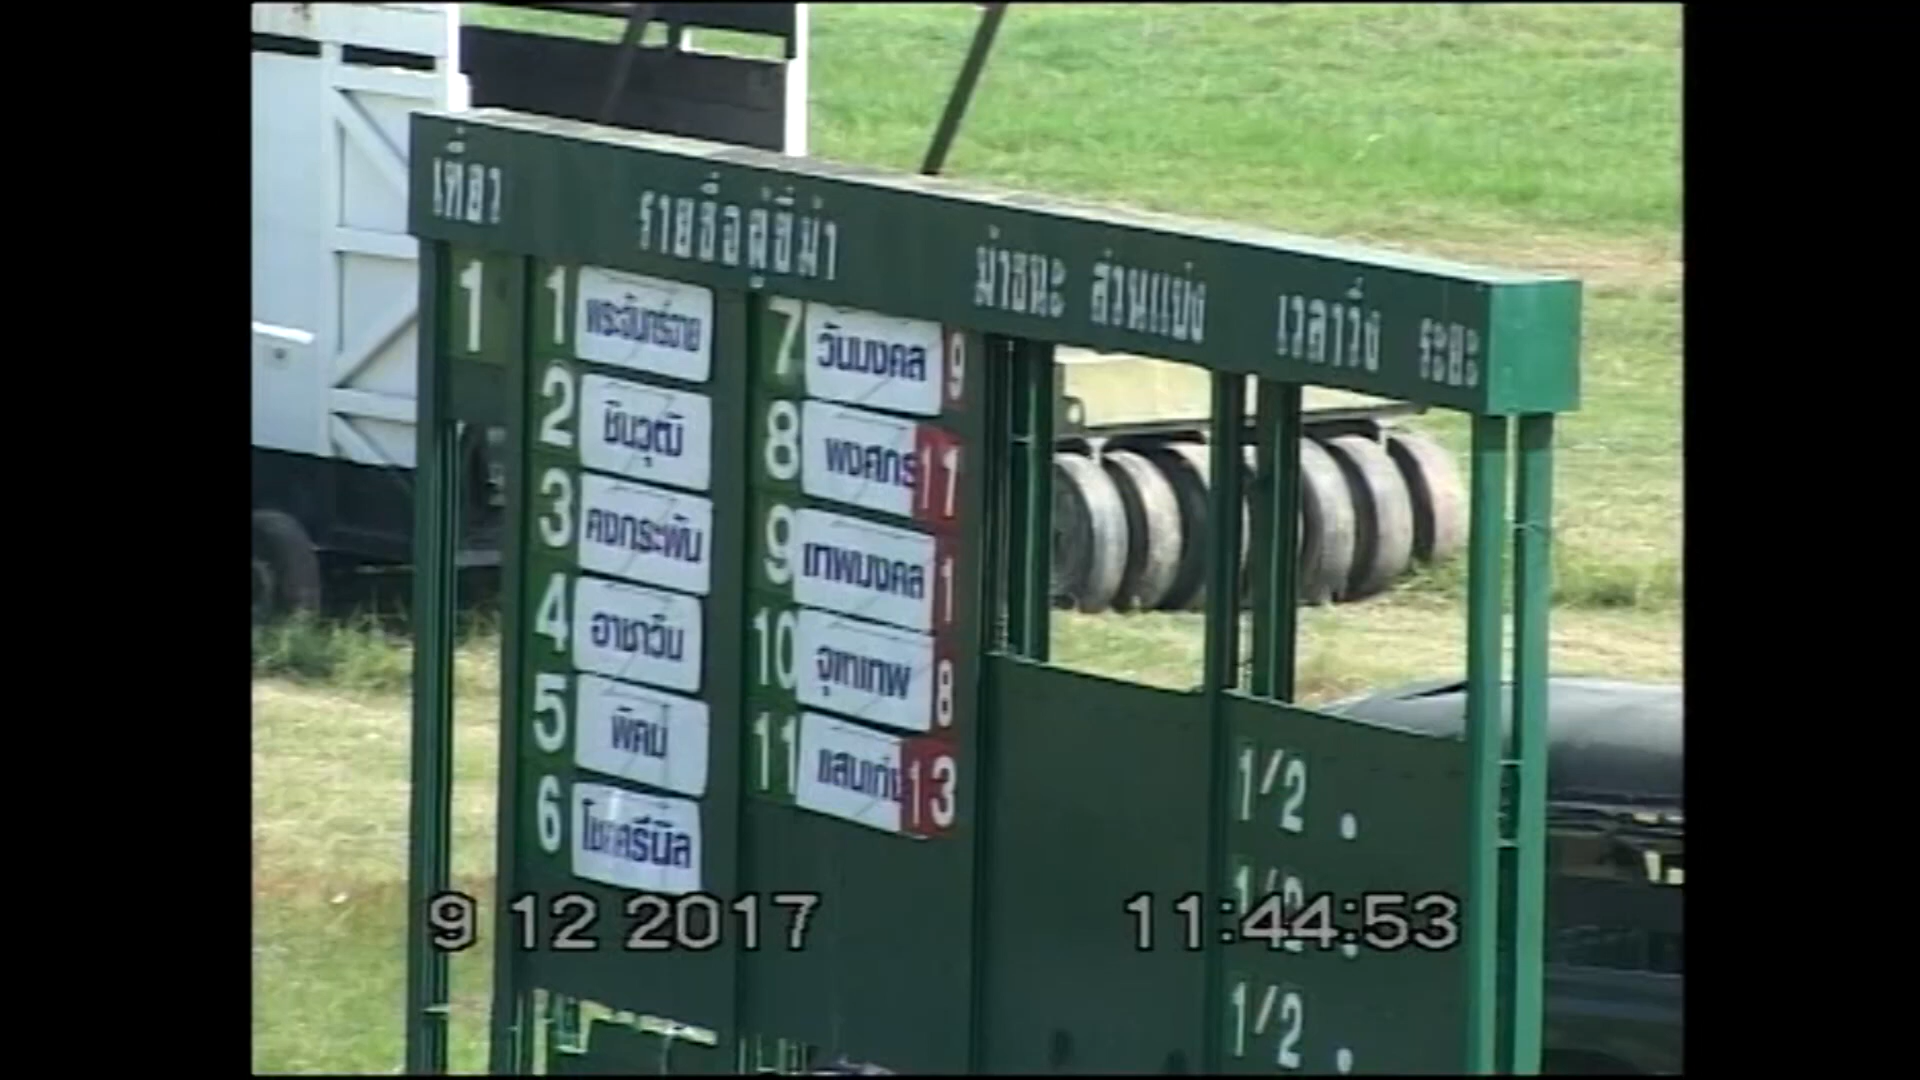 เที่ยว รายชื่อผู้ขี่ม้า ม้าชนะ ส่วนแบ่ง เวลาวิ่ง ระยะ
1
1 พระจันทร์ฉาย
2 ชินวุฒิ
3 คงกระพัน
4 อาชาวิน
5 พิคม
6 โชคศรีนิล
7 วันมงคล 9
8 พงศกร 11
9 เทพมงคล 1
10 จุฑาเทพ 8
11 13
1/2 .
1/2 .
1/2 .
9 12 2017 11:44:53